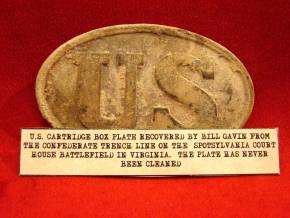 US
U.S. CARTRIDGE BOX PLATE RECOVERED BY BILL GAVIN FROM
THE CONFEDERATE TRENCH LINE ON THE SPOTSYLVANIA COURT
HOUSE BATTLEFIELD IN VIRGINIA. THE PLATE HAS NEVER
BEEN CLEANED